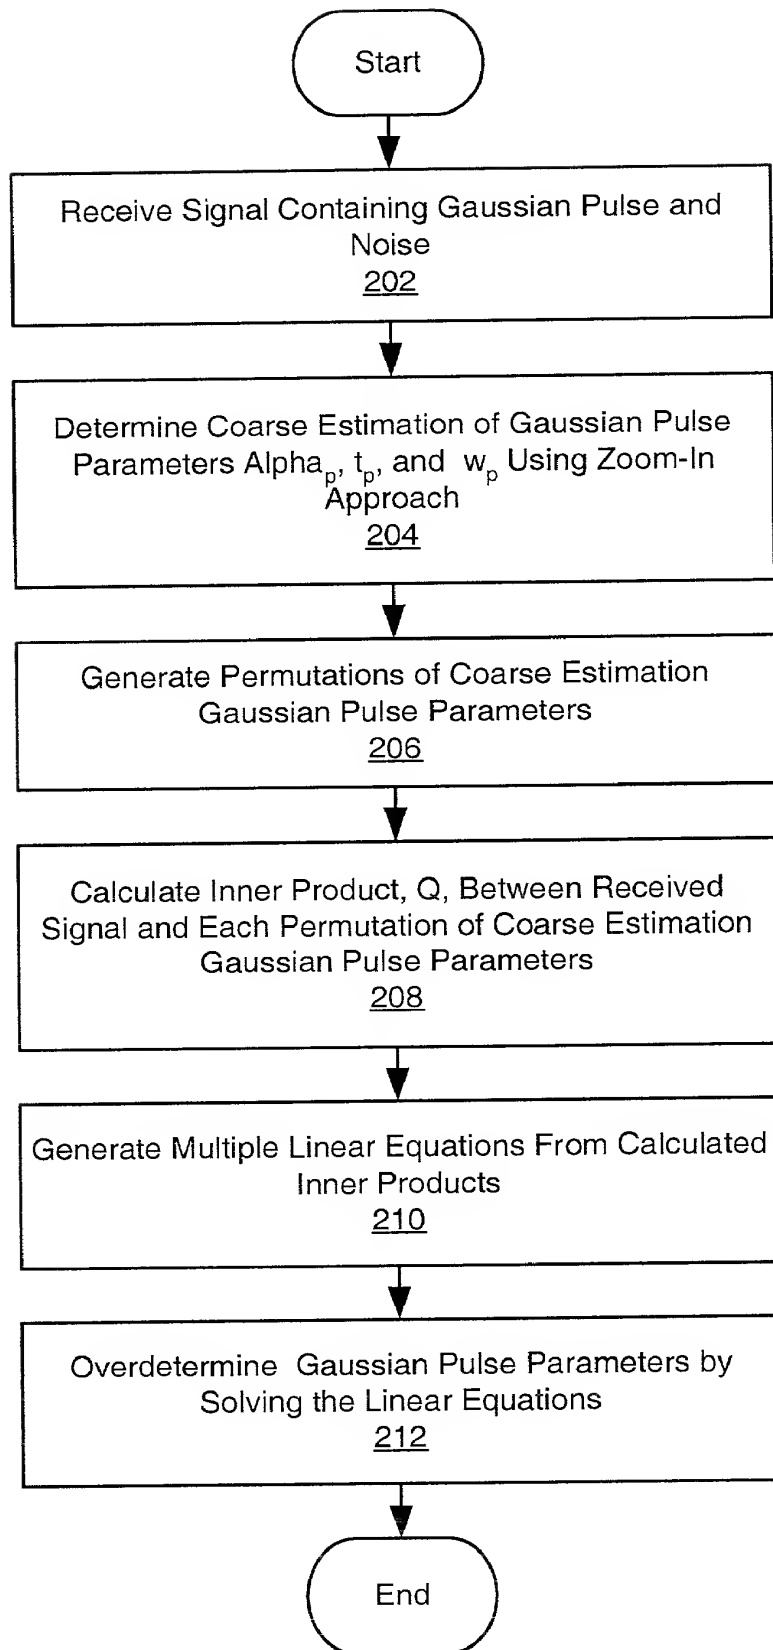 Start
Receive Signal Containing Gaussian Pulse and
Noise
202
Determine Coarse Estimation of Gaussian Pulse
Parameters Alphap, tp, and wp Using Zoom-In
Approach
204
Generate Permutations of Coarse Estimation
Gaussian Pulse Parameters
206
Calculate Inner Product, Q, Between Received
Signal and Each Permutation of Coarse Estimation
Gaussian Pulse Parameters
208
Generate Multiple Linear Equations From Calculated
Inner Products
210
Overdetermine Gaussian Pulse Parameters by
Solving the Linear Equations
212
End